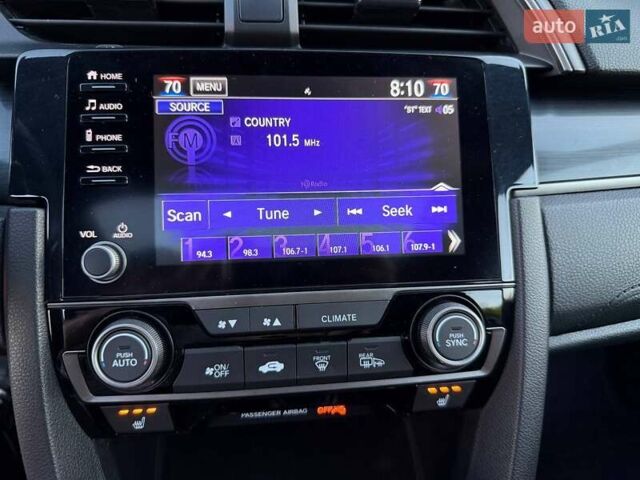 auto RIA .com
HOME
AUDIO
PHONE
BACK
VOL
AUDIO
70 MENU 8:10 70
SOURCE "ST" TEXT 05
COUNTRY
FM
101.5 MHz
HD Radio
Scan Tune Seek
1 2 3 4 5 6
94.3 98.3 106.7-1 107.1 106.1 107.9-1
CLIMATE
PUSH AUTO
PUSH SYNC
ON/OFF
FRONT
REAR
PASSENGER AIRBAG OFF